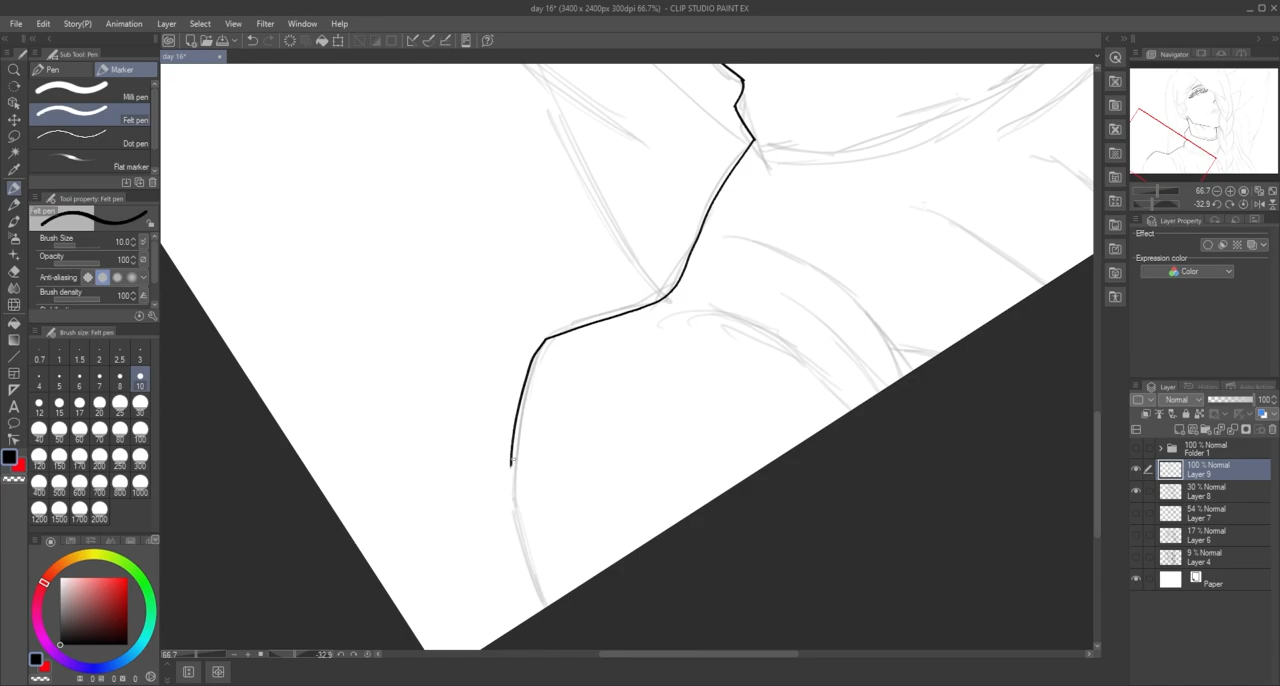 day 16* (3400 x 2400px 300dpi 66.7%) - CLIP STUDIO PAINT EX
File Edit Story(P) Animation Layer Select View Filter Window Help
Sub Tool: Pen
day 16*
Navigator
Pen Marker
Milli pen
Felt pen
Dot pen
Flat marker
Tool property: Felt pen
Felt pen
Brush Size 10.0
Opacity 100
Anti-aliasing
Brush density 100
Brush size: Felt pen
0.7 1 1.5 2 2.5 3
4 5 6 7 8 10
12 15 17 20 25 30
40 50 60 70 80 100
120 150 170 200 250 300
400 500 600 700 800 1000
1200 1500 1700 2000
66.7
-32.9
66.7
-32.9
Layer Property
Effect
Expression color
Color
Layer
Normal 100
100 % Normal
Folder 1
100 % Normal
Layer 9
30 % Normal
Layer 8
54 % Normal
Layer 7
17 % Normal
Layer 6
9 % Normal
Layer 4
Paper